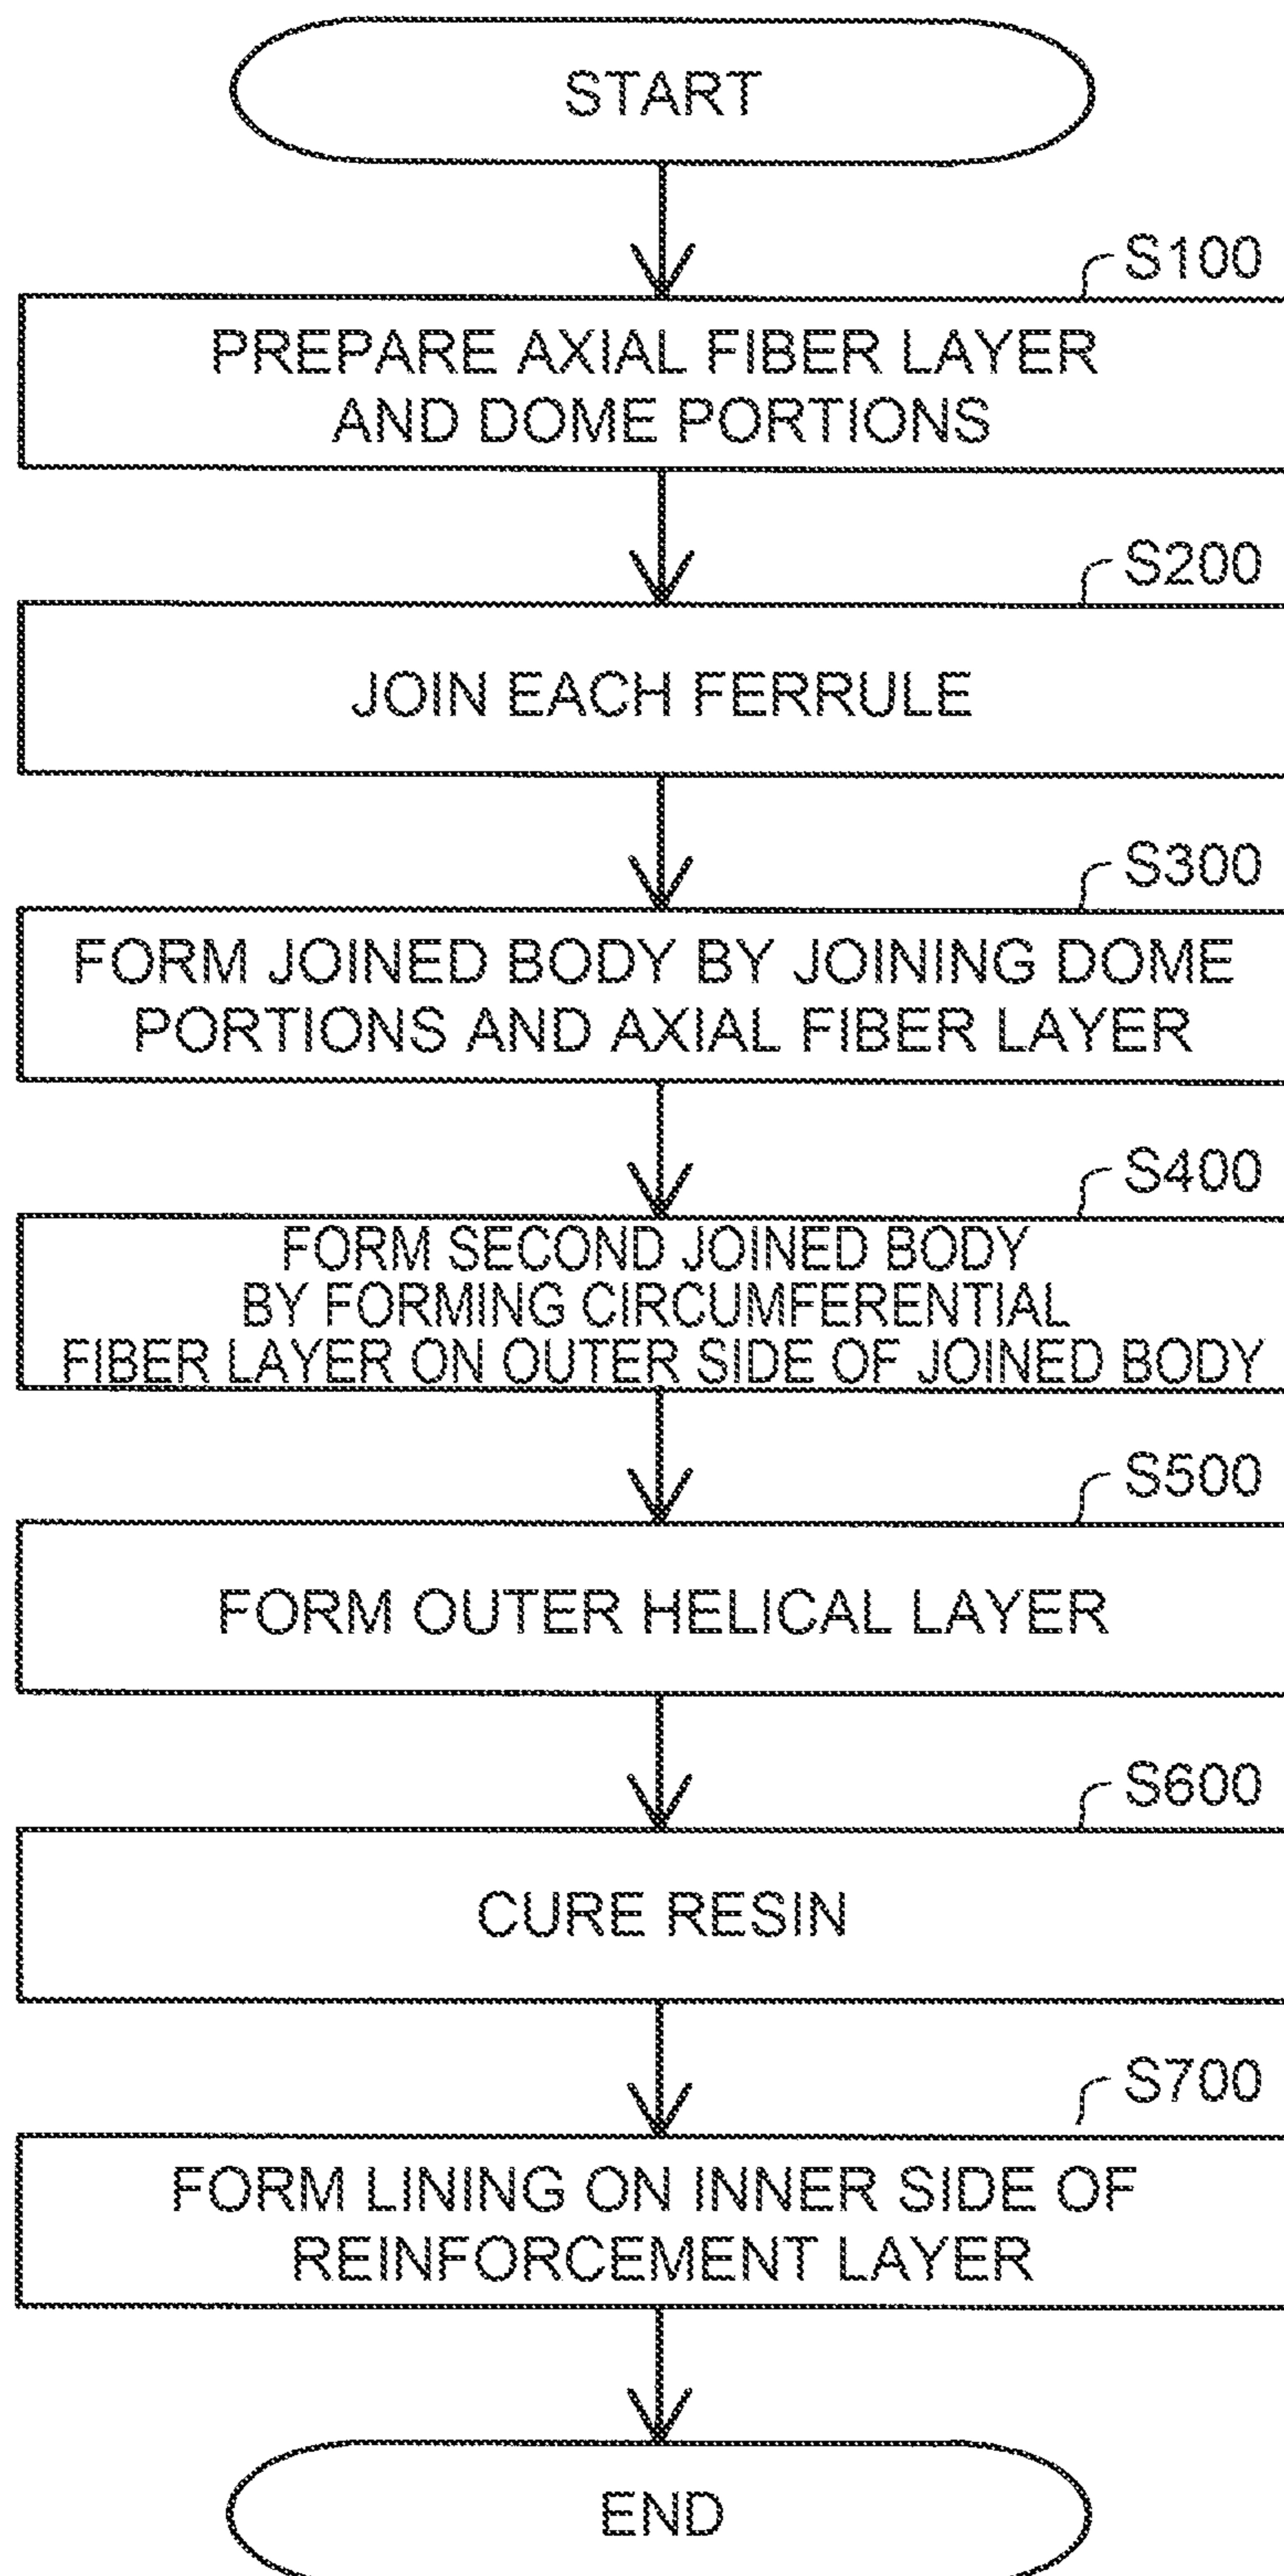 START
S100
PREPARE AXIAL FIBER LAYER
AND DOME PORTIONS
S200
JOIN EACH FERRULE
S300
FORM JOINED BODY BY JOINING DOME
PORTIONS AND AXIAL FIBER LAYER
S400
FORM SECOND JOINED BODY
BY FORMING CIRCUMFERENTIAL
FIBER LAYER ON OUTER SIDE OF JOINED BODY
S500
FORM OUTER HELICAL LAYER
S600
CURE RESIN
S700
FORM LINING ON INNER SIDE OF
REINFORCEMENT LAYER
END